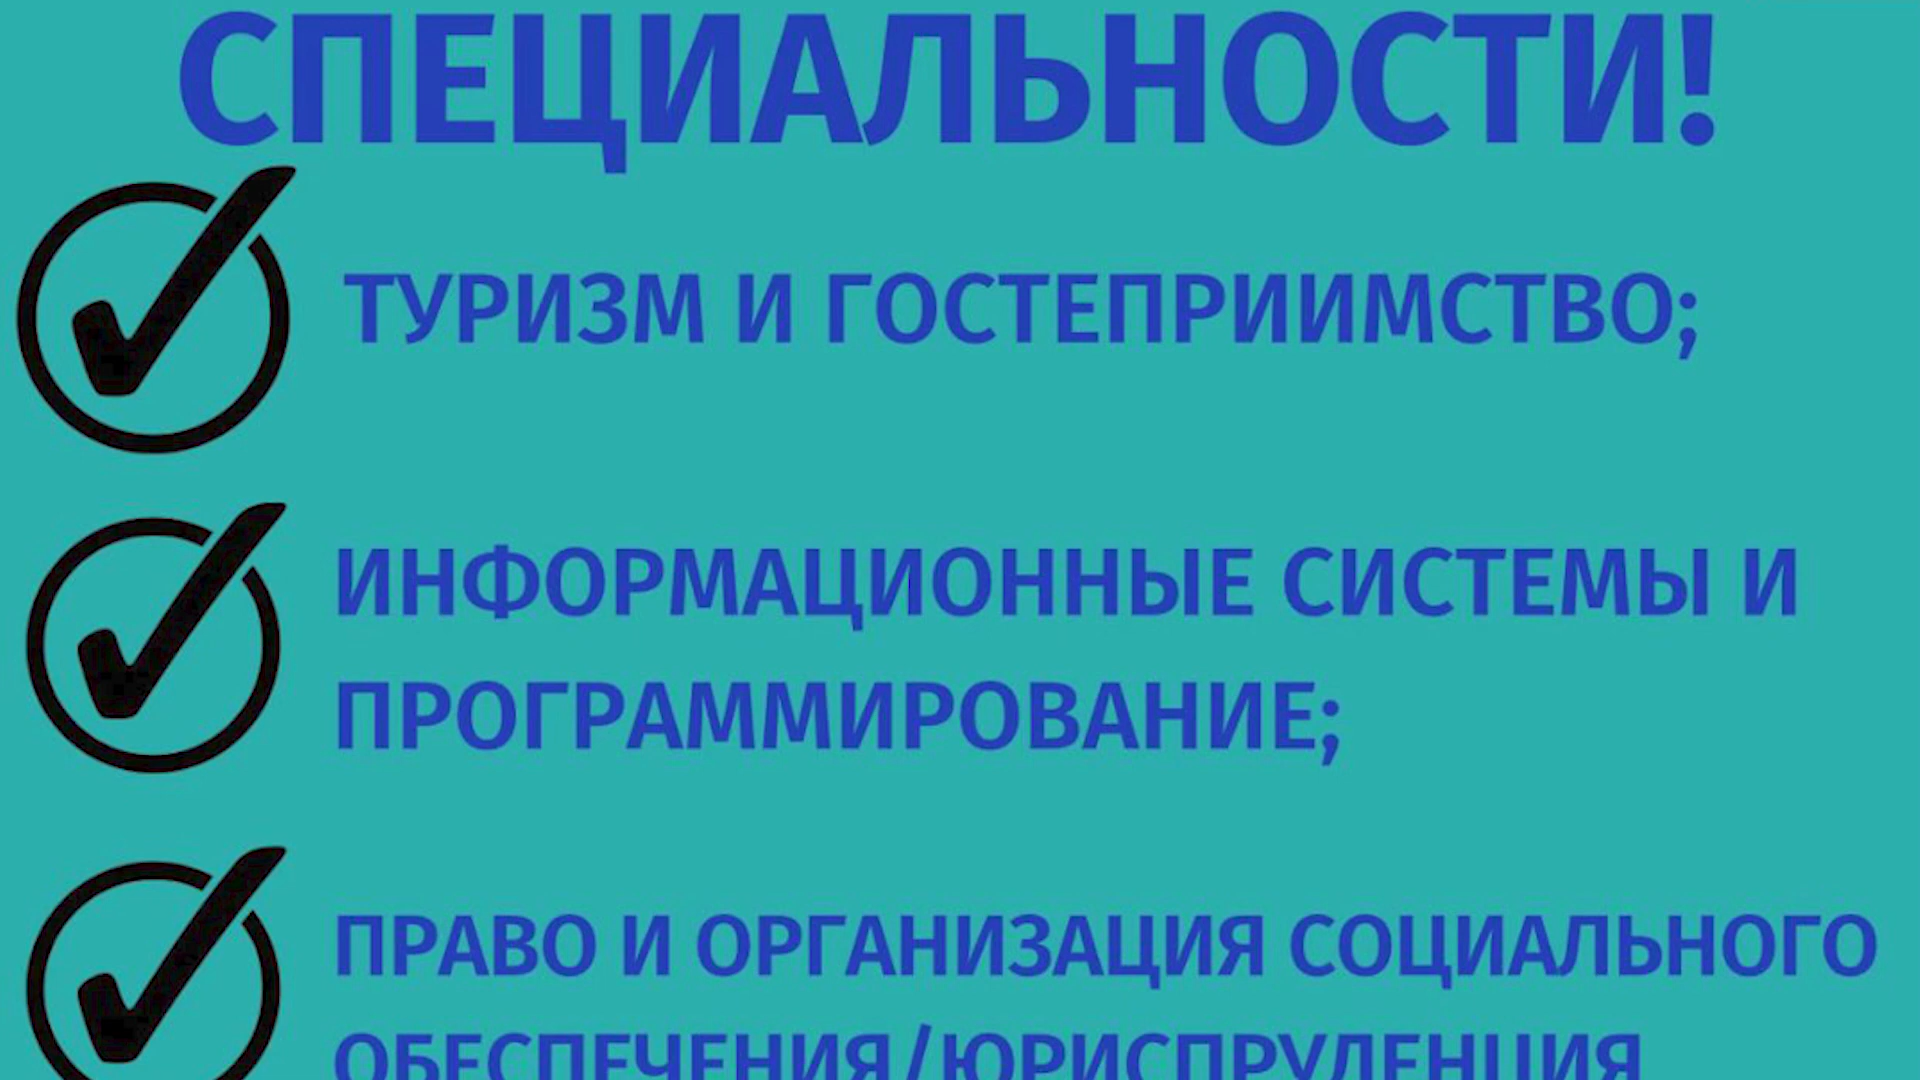 СПЕЦИАЛЬНОСТИ!
ТУРИЗМ И ГОСТЕПРИИМСТВО;
ИНФОРМАЦИОННЫЕ СИСТЕМЫ И
ПРОГРАММИРОВАНИЕ;
ПРАВО И ОРГАНИЗАЦИЯ СОЦИАЛЬНОГО
ОБЕСПЕЧЕНИЯ/ЮРИСПРУДЕНЦИЯ